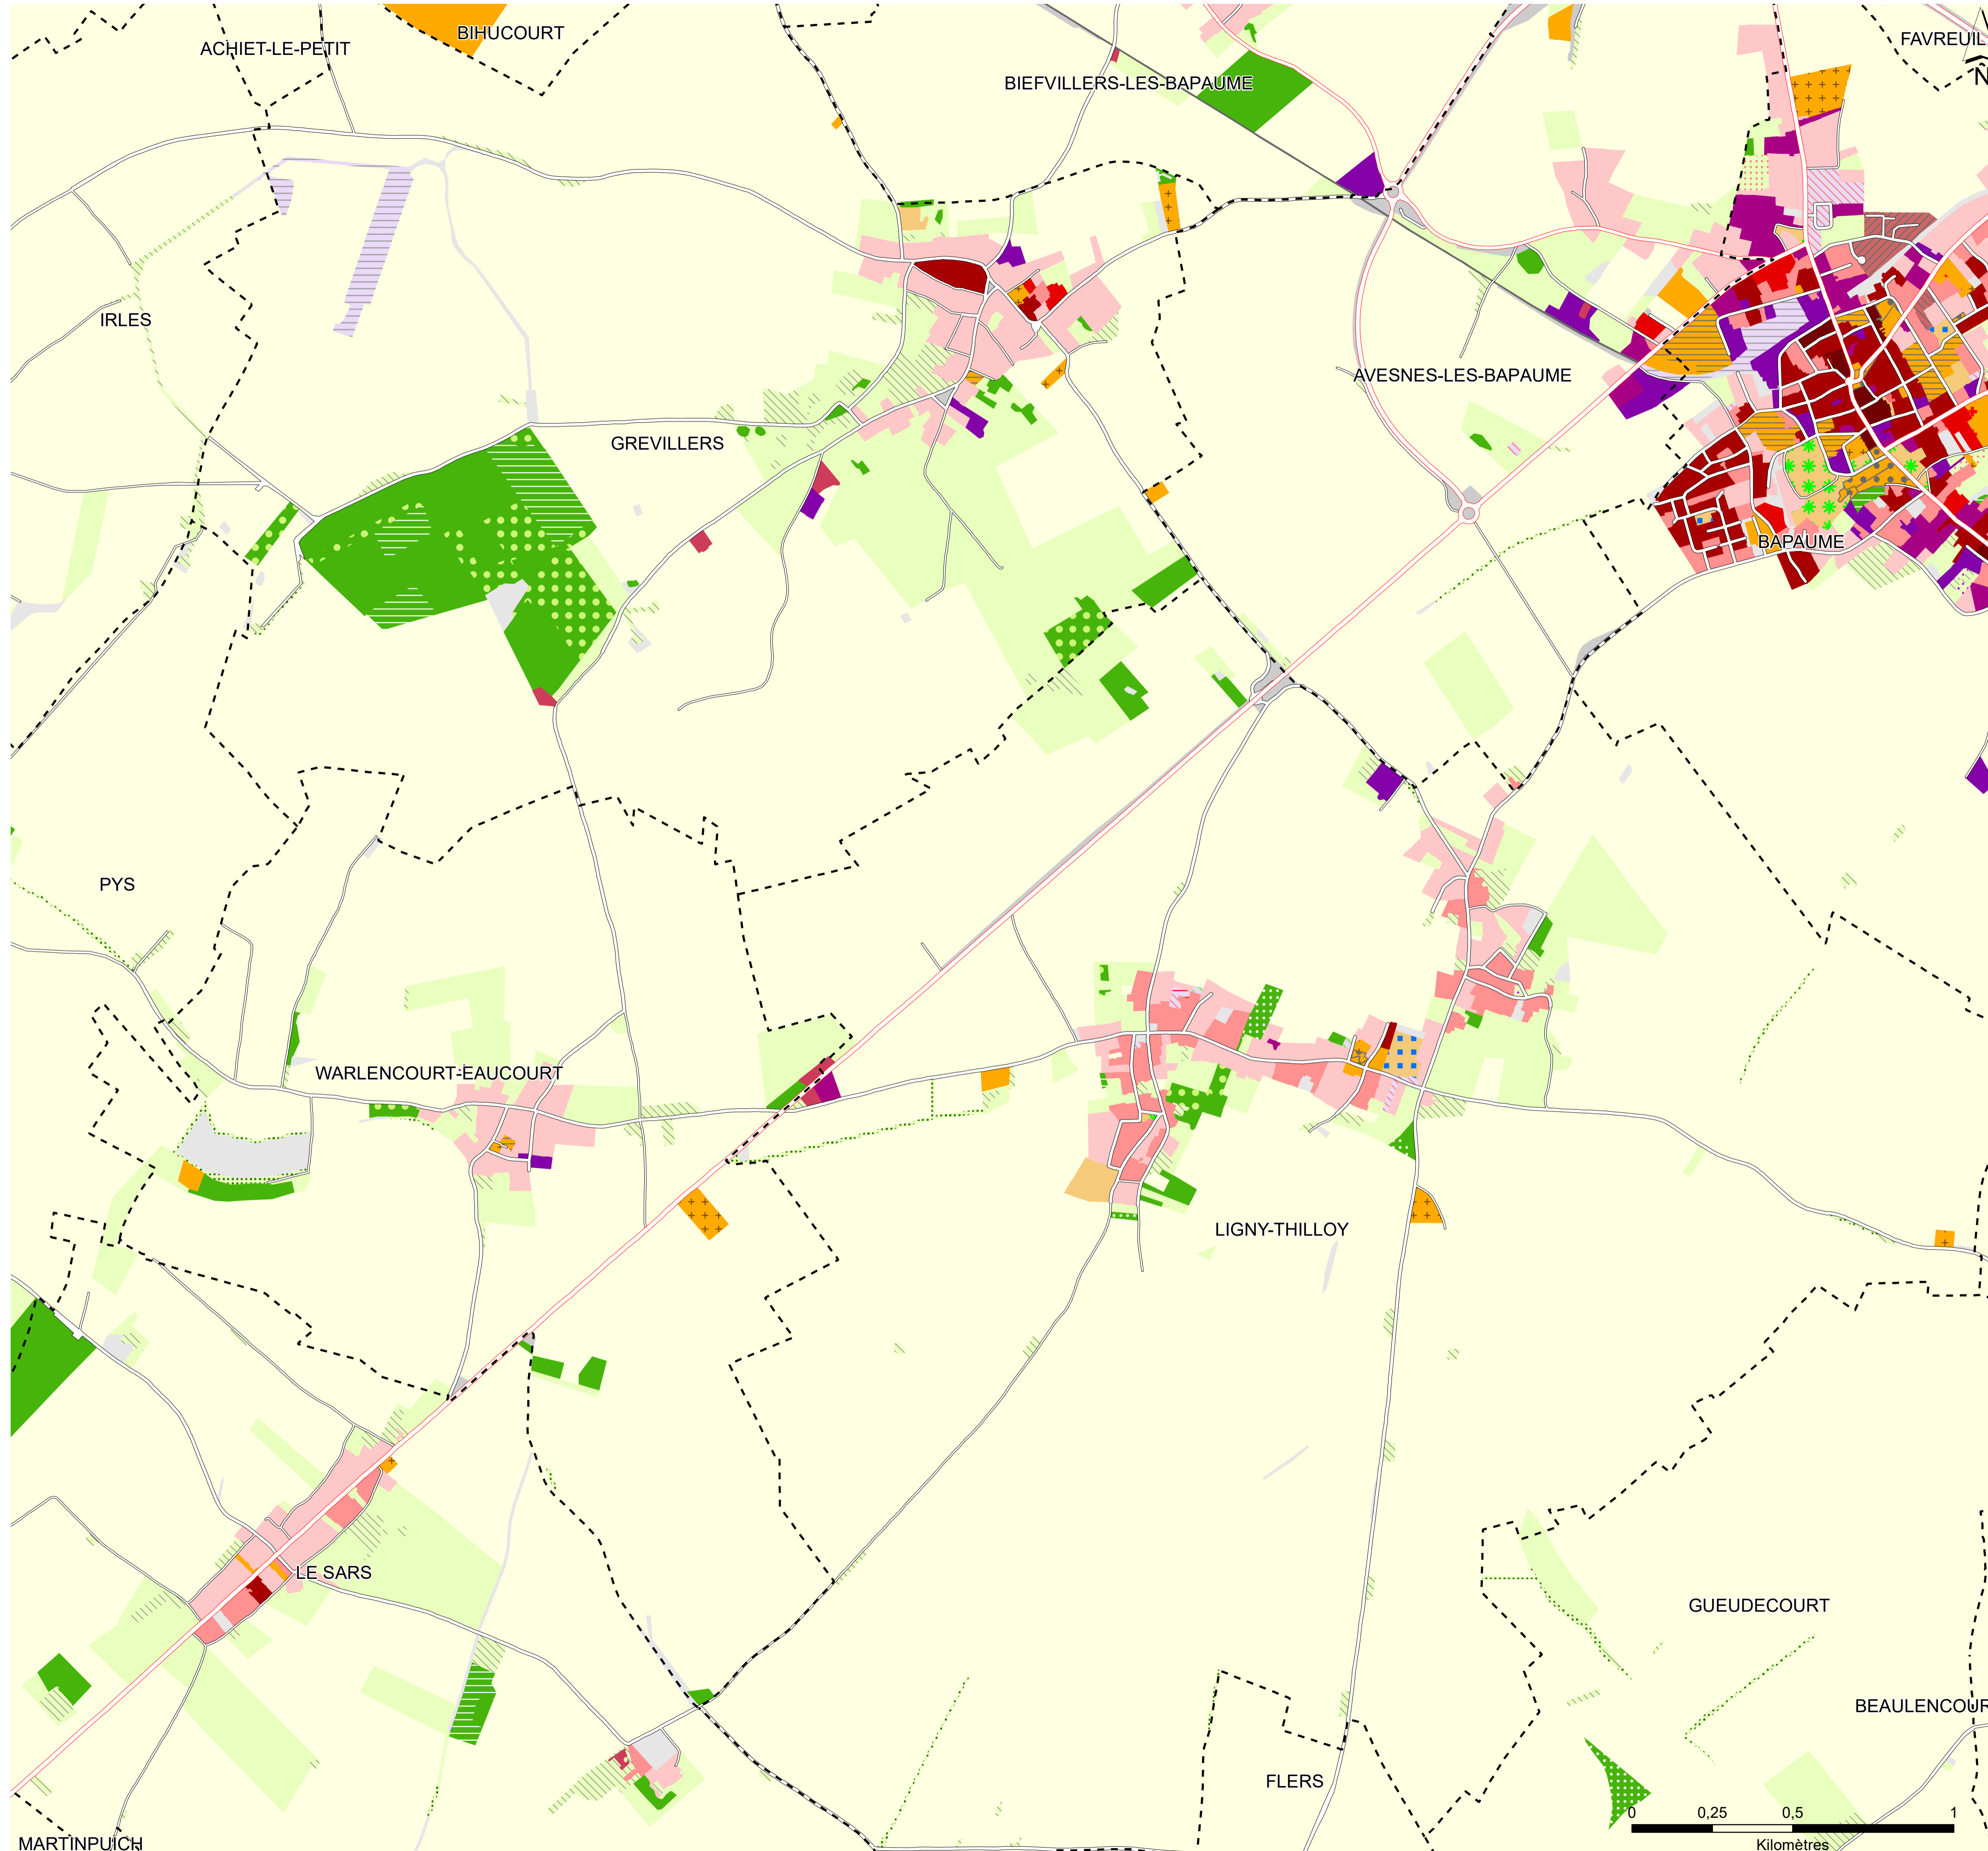 BIHUCOURT
ACHIET-LE-PETIT
FAVREUIL
N
BIEFVILLERS-LES-BAPAUME
IRLES
AVESNES-LES-BAPAUME
GREVILLERS
BAPAUME
PYS
WARLENCOURT-EAUCOURT
LIGNY-THILLOY
LE SARS
GUEUDECOURT
BEAULENCOUR
FLERS
0 0,25 0,5 1
Kilomètres
MARTINPUICH